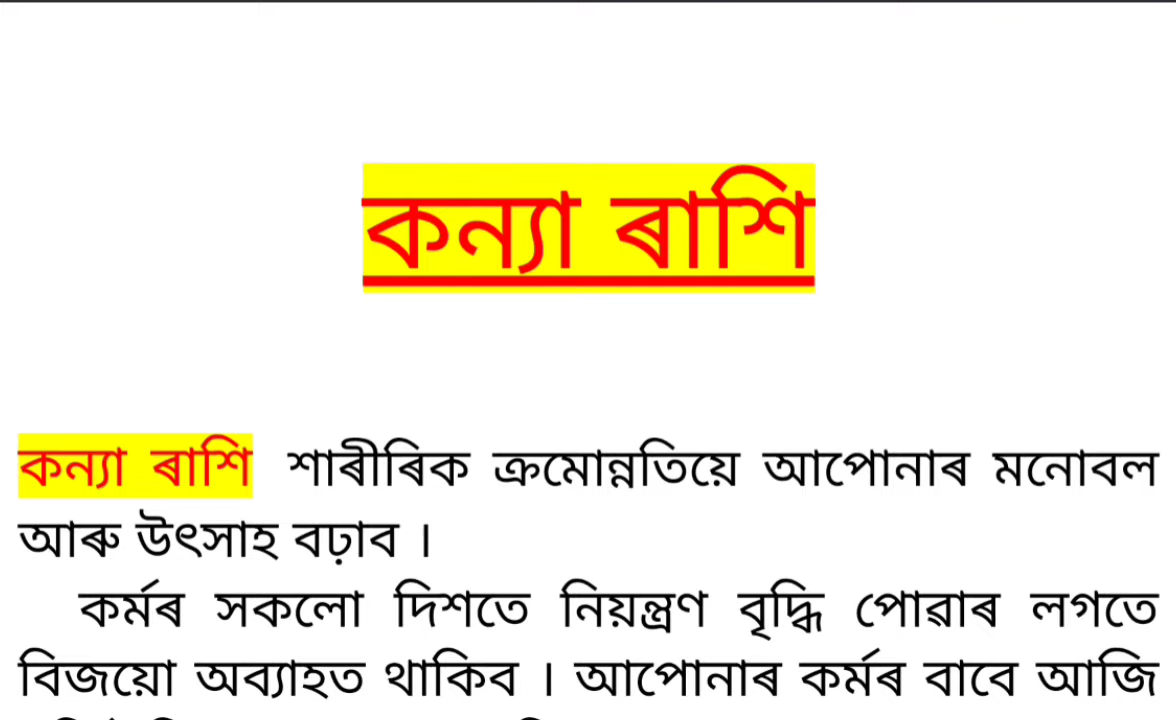 কন্যা ৰাশি
কন্যা ৰাশি শাৰীৰিক ক্ৰমোন্নতিয়ে আপোনাৰ মনোবল
আৰু উৎসাহ বঢ়াব ।
কৰ্মৰ সকলো দিশতে নিয়ন্ত্ৰণ বৃদ্ধি পোৱাৰ লগতে
বিজয়ো অব্যাহত থাকিব । আপোনাৰ কৰ্মৰ বাবে আজি